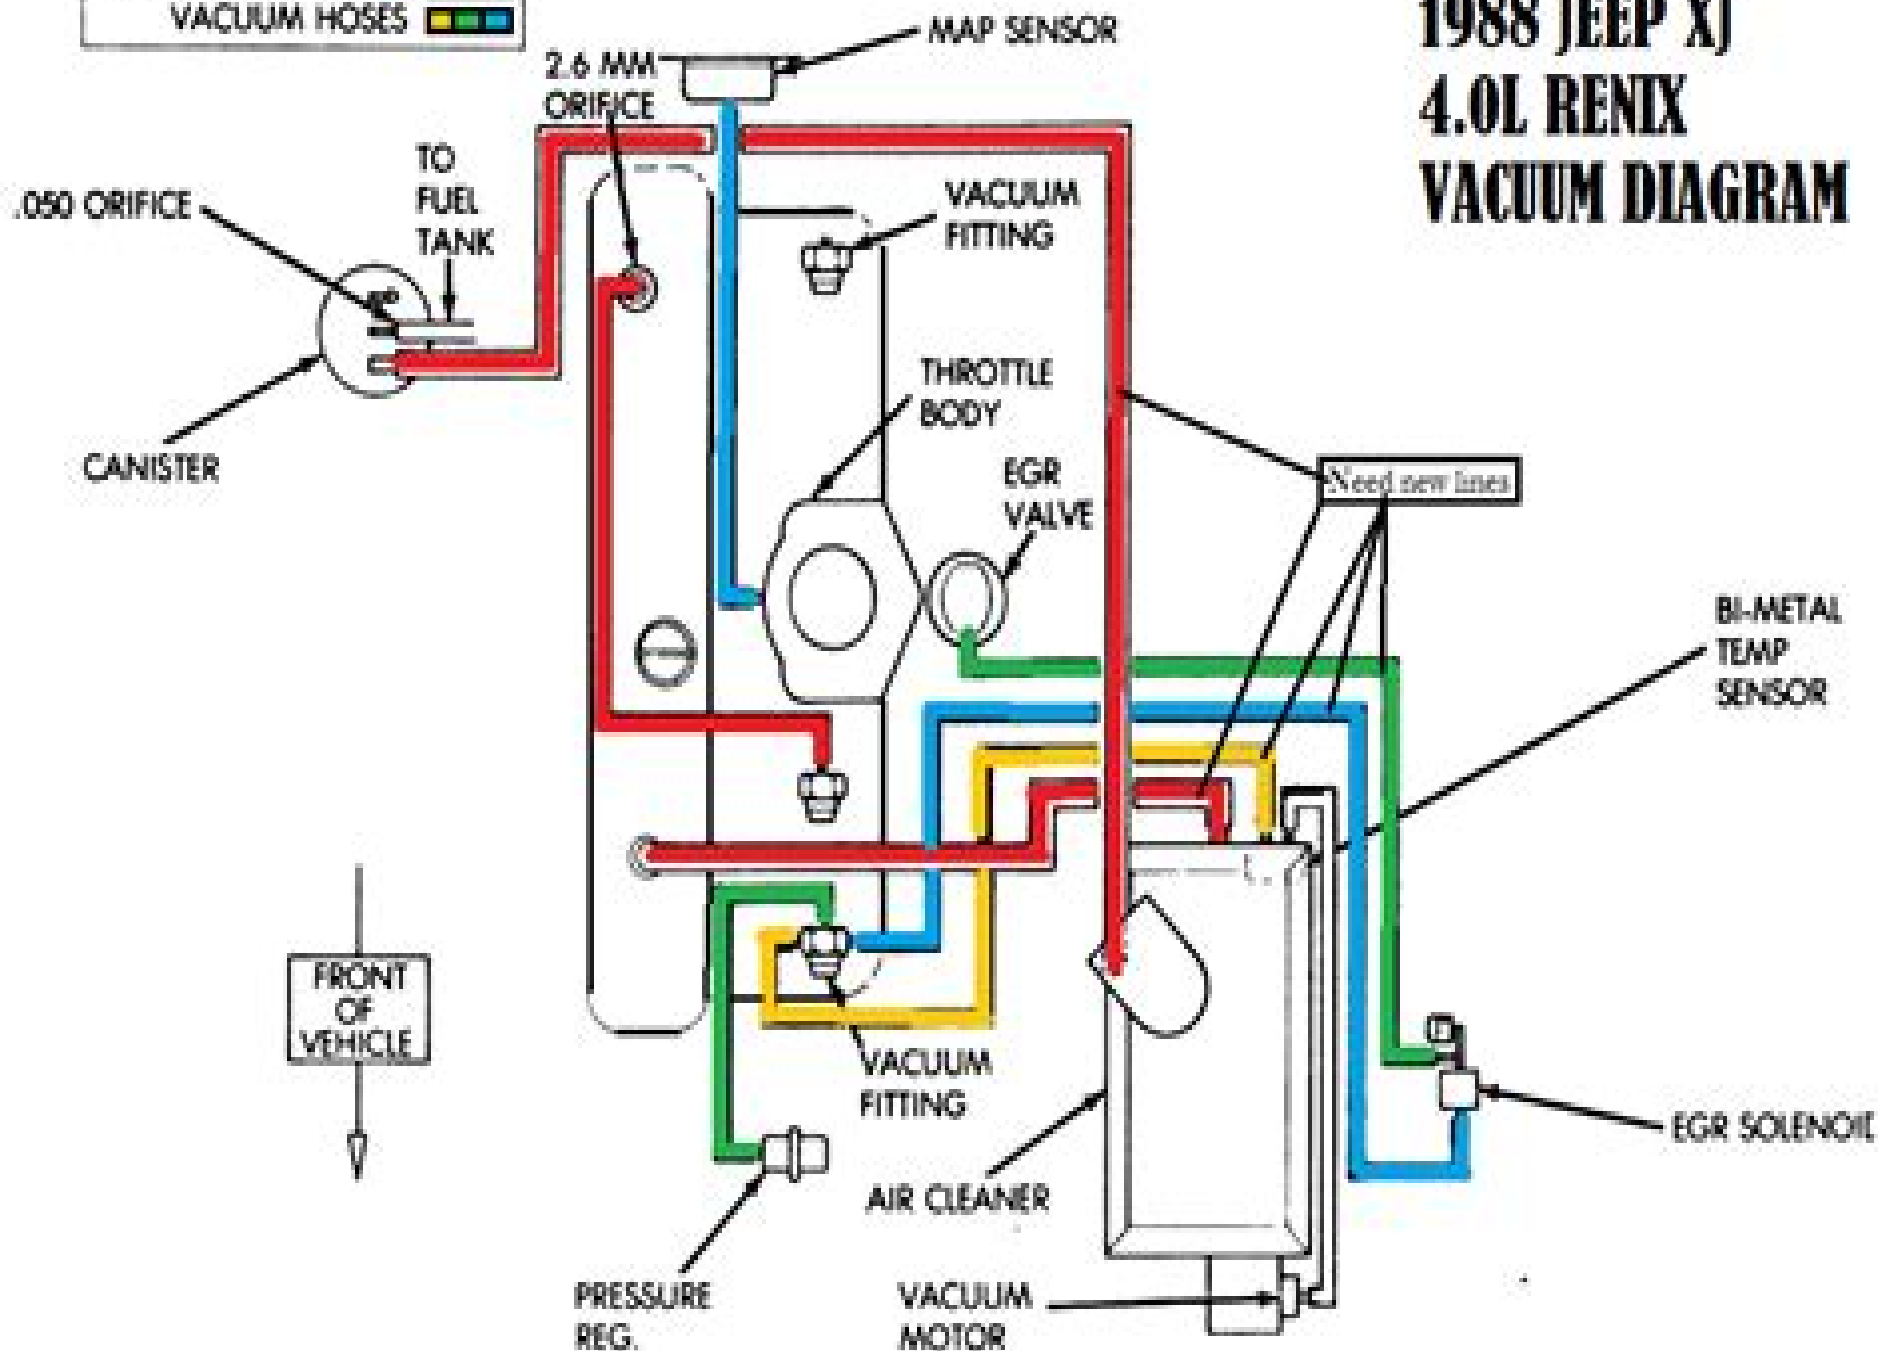 VACUUM HOSES
MAP SENSOR
1988 JEEP XJ
4.0L RENIX
VACUUM DIAGRAM
2.6 MM
ORIFICE
TO
FUEL
TANK
.050 ORIFICE
VACUUM
FITTING
CANISTER
THROTTLE
BODY
EGR
VALVE
Need new lines
BI-METAL
TEMP
SENSOR
FRONT
OF
VEHICLE
VACUUM
FITTING
EGR SOLENOID
AIR CLEANER
PRESSURE
REG.
VACUUM
MOTOR